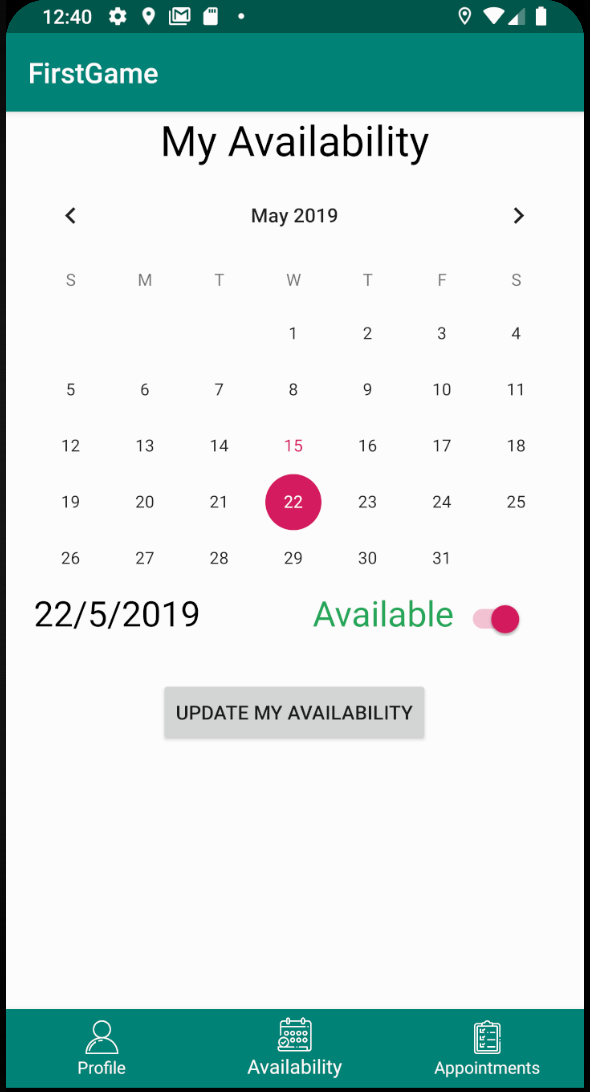 12:40
FirstGame
My Availability
May 2019
S M T W T F S
1 2 3 4
5 6 7 8 9 10 11
12 13 14 15 16 17 18
19 20 21 22 23 24 25
26 27 28 29 30 31
22/5/2019 Available
UPDATE MY AVAILABILITY
Profile Availability Appointments